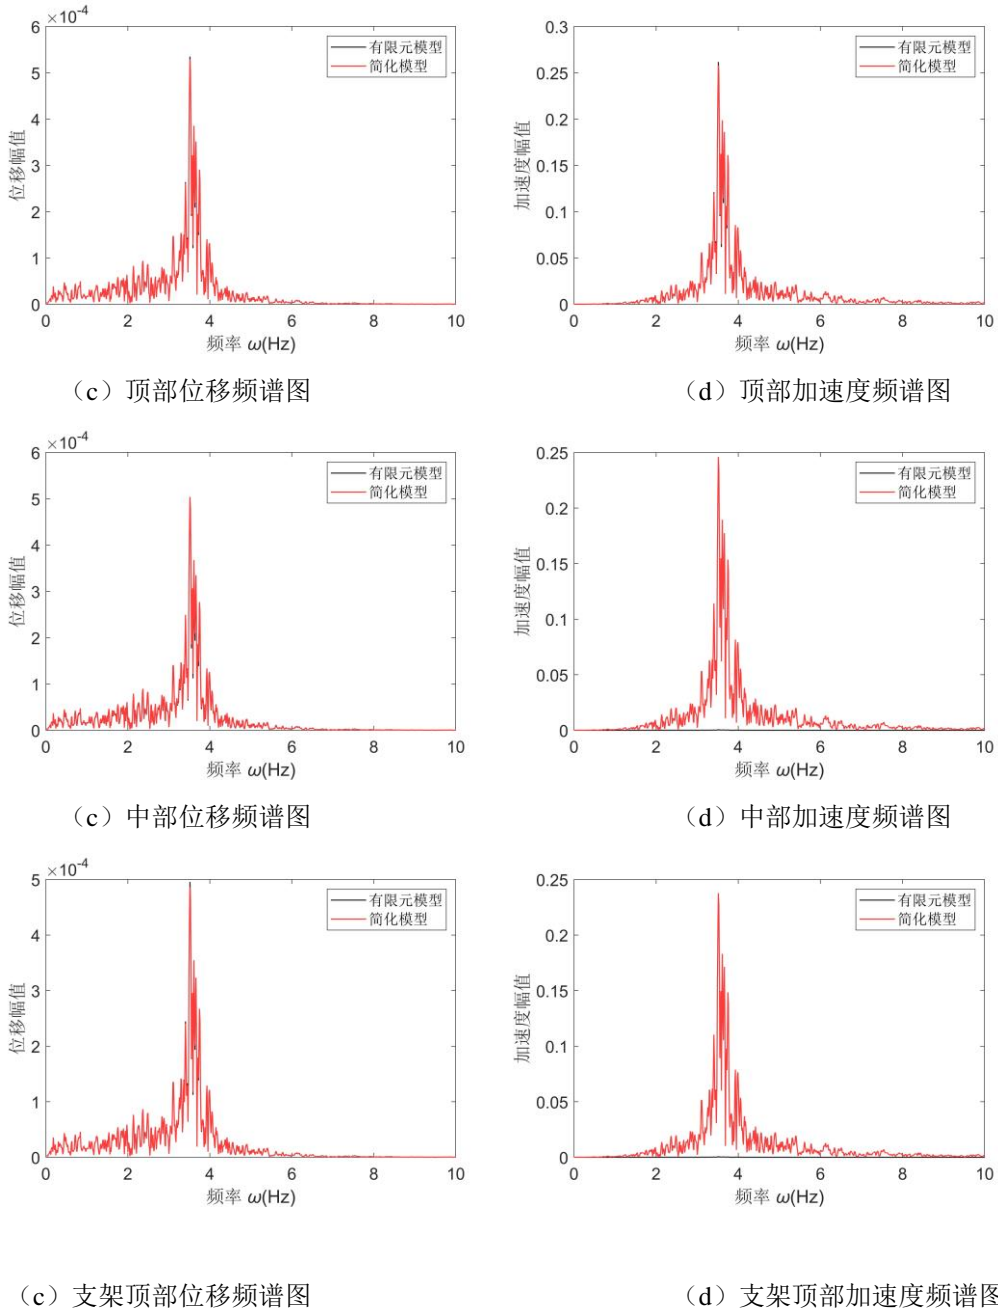 ×10-4
6
5
4
3
2
1
0
0 2 4 6 8 10
位移幅值
频率 ω(Hz)
有限元模型
简化模型
0.3
0.25
0.2
0.15
0.1
0.05
0
0 2 4 6 8 10
加速度幅值
频率 ω(Hz)
有限元模型
简化模型
(c)顶部位移频谱图
(d)顶部加速度频谱图
×10-4
6
5
4
3
2
1
0
0 2 4 6 8 10
位移幅值
频率 ω(Hz)
有限元模型
简化模型
0.25
0.2
0.15
0.1
0.05
0
0 2 4 6 8 10
加速度幅值
频率 ω(Hz)
有限元模型
简化模型
(c)中部位移频谱图
(d)中部加速度频谱图
×10-4
5
4
3
2
1
0
0 2 4 6 8 10
位移幅值
频率 ω(Hz)
有限元模型
简化模型
0.25
0.2
0.15
0.1
0.05
0
0 2 4 6 8 10
加速度幅值
频率 ω(Hz)
有限元模型
简化模型
(c)支架顶部位移频谱图
(d)支架顶部加速度频谱图